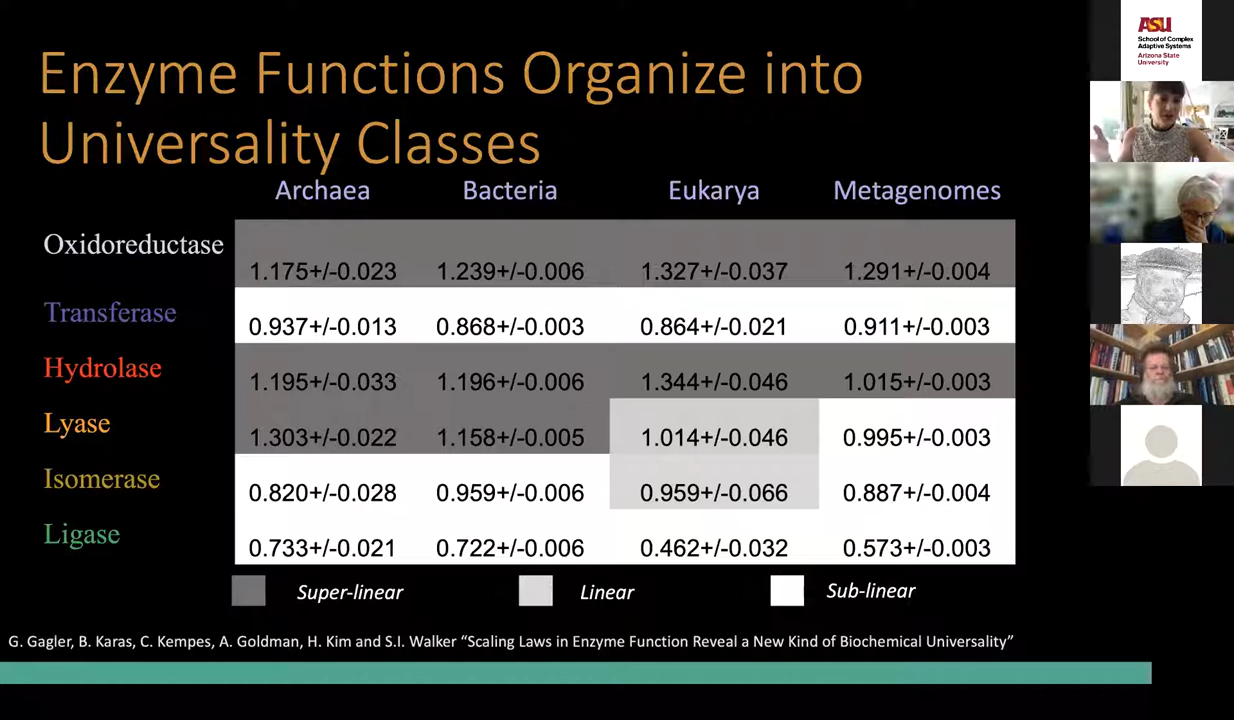 Enzyme Functions Organize into
Universality Classes
Archaea Bacteria Eukarya Metagenomes
Oxidoreductase 1.175+/-0.023 1.239+/-0.006 1.327+/-0.037 1.291+/-0.004
Transferase 0.937+/-0.013 0.868+/-0.003 0.864+/-0.021 0.911+/-0.003
Hydrolase 1.195+/-0.033 1.196+/-0.006 1.344+/-0.046 1.015+/-0.003
Lyase 1.303+/-0.022 1.158+/-0.005 1.014+/-0.046 0.995+/-0.003
Isomerase 0.820+/-0.028 0.959+/-0.006 0.959+/-0.066 0.887+/-0.004
Ligase 0.733+/-0.021 0.722+/-0.006 0.462+/-0.032 0.573+/-0.003
Super-linear Linear Sub-linear
G. Gagler, B. Karas, C. Kempes, A. Goldman, H. Kim and S.I. Walker “Scaling Laws in Enzyme Function Reveal a New Kind of Biochemical Universality”
ASU
School of Complex
Adaptive Systems
Arizona State
University